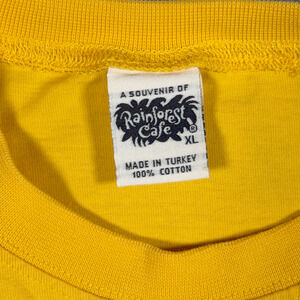 A SOUVENIR OF
Rainforest
Cafe ®
XL
MADE IN TURKEY
100% COTTON